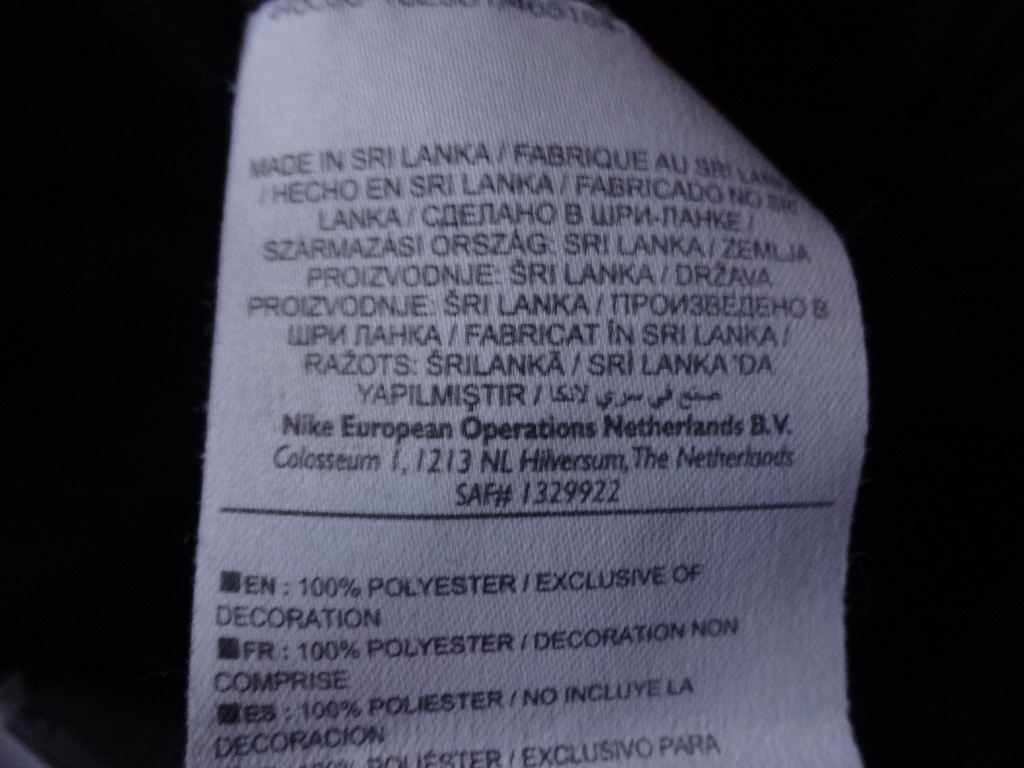 MADE IN SRI LANKA / FABRIQUE AU SRI LANKA
/ HECHO EN SRI LANKA / FABRICADO NO SRI
LANKA / СДЕЛАНО В ШРИ-ЛАНКЕ /
SZÁRMAZÁSI ORSZÁG: SRI LANKA / ZEMLJA
PROIZVODNJE: ŠRI LANKA / DRŽAVA
PROIZVODNJE: ŠRI LANKA / ПРОИЗВЕДЕНО В
ШРИ ЛАНКА / FABRICAT ÎN SRI LANKA /
RAŽOTS: ŠRILANKĀ / SRİ LANKA 'DA
YAPILMIŞTIR / صنع في سري لانكا
Nike European Operations Netherlands B.V.
Colosseum 1, 1213 NL Hilversum, The Netherlands
SAF# 1329922
EN : 100% POLYESTER / EXCLUSIVE OF
DECORATION
FR : 100% POLYESTER / DECORATION NON
COMPRISE
ES : 100% POLIESTER / NO INCLUYE LA
DECORACION
100% POLIÉSTER / EXCLUSIVO PARA